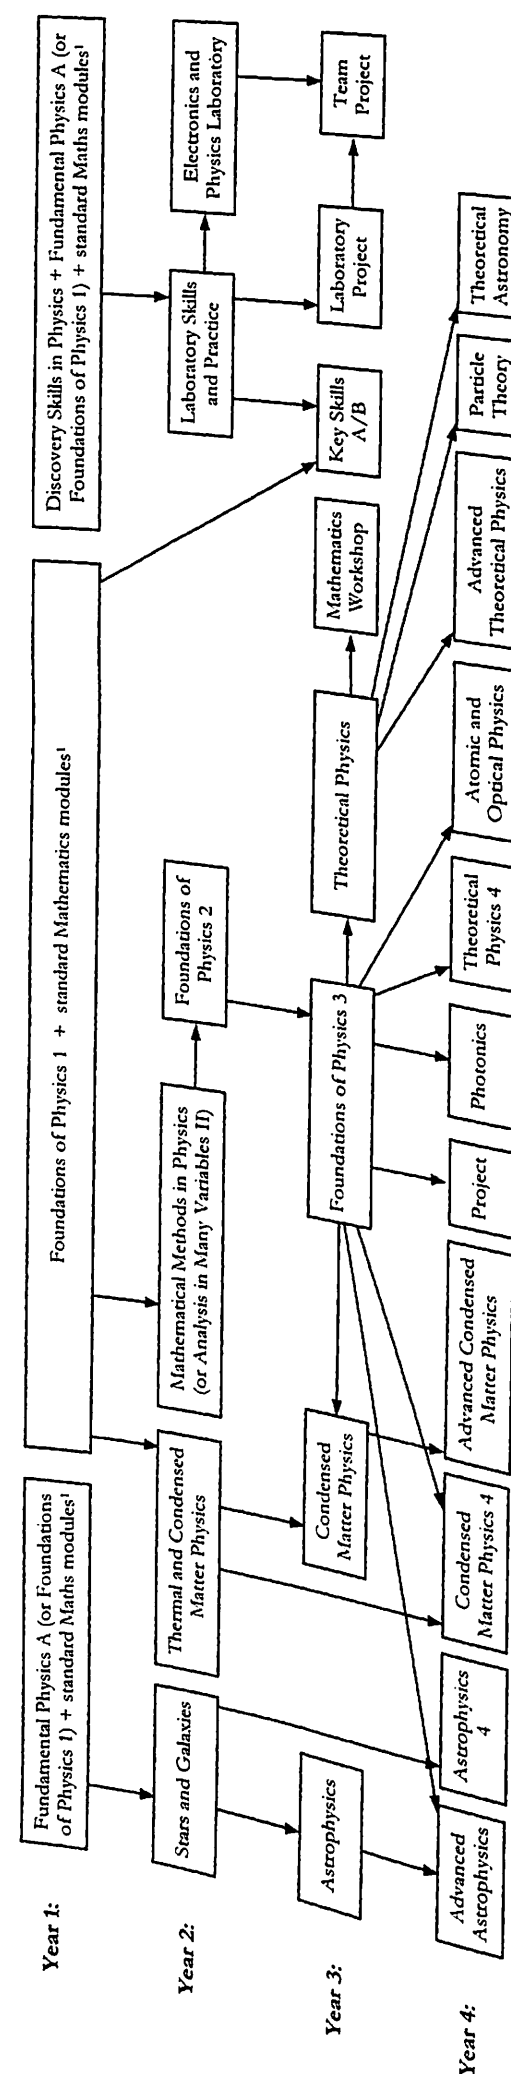 Year 1:
Fundamental Physics A (or Foundations
of Physics 1) + standard Maths modules¹
Foundations of Physics 1 + standard Mathematics modules¹
Discovery Skills in Physics + Fundamental Physics A (or
Foundations of Physics 1) + standard Maths modules¹
Year 2:
Stars and Galaxies
Thermal and Condensed
Matter Physics
Mathematical Methods in Physics
(or Analysis in Many Variables II)
Foundations of
Physics 2
Laboratory Skills
and Practice
Electronics and
Physics Laboratory
Year 3:
Astrophysics
Condensed
Matter Physics
Foundations of Physics 3
Theoretical Physics
Mathematics
Workshop
Key Skills
A/B
Laboratory
Project
Team
Project
Year 4:
Advanced
Astrophysics
Astrophysics
4
Condensed
Matter Physics 4
Advanced Condensed
Matter Physics
Project
Photonics
Theoretical
Physics 4
Atomic and
Optical Physics
Advanced
Theoretical Physics
Particle
Theory
Theoretical
Astronomy